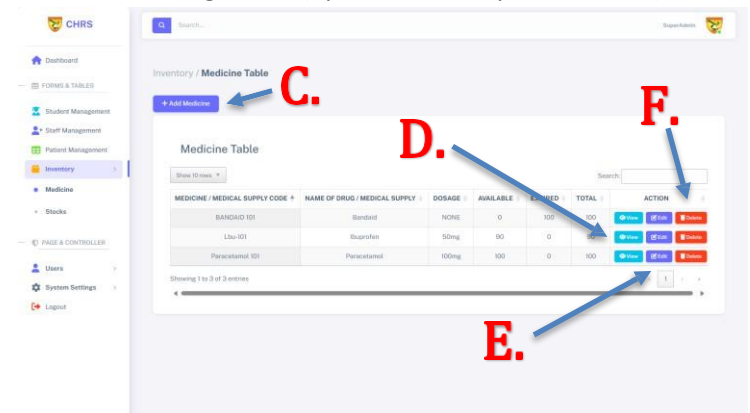 CHRS
Search...
SuperAdmin
Dashboard
FORMS & TABLES
Student Management
Staff Management
Patient Management
Inventory
Medicine
Stocks
PAGE & CONTROLLER
Users
System Settings
Logout
Inventory / Medicine Table
C.
+ Add Medicine
F.
D.
Medicine Table
Show 10 rows
Search:
MEDICINE / MEDICAL SUPPLY CODE NAME OF DRUG / MEDICAL SUPPLY DOSAGE AVAILABLE EXPIRED TOTAL ACTION
BANDAID 101 Bandaid NONE 0 100 100 View Edit Delete
Lbu-101 Ibuprofen 50mg 90 0 90 View Edit Delete
Paracetamol 101 Paracetamol 100mg 100 0 100 View Edit Delete
Showing 1 to 3 of 3 entries
1
E.